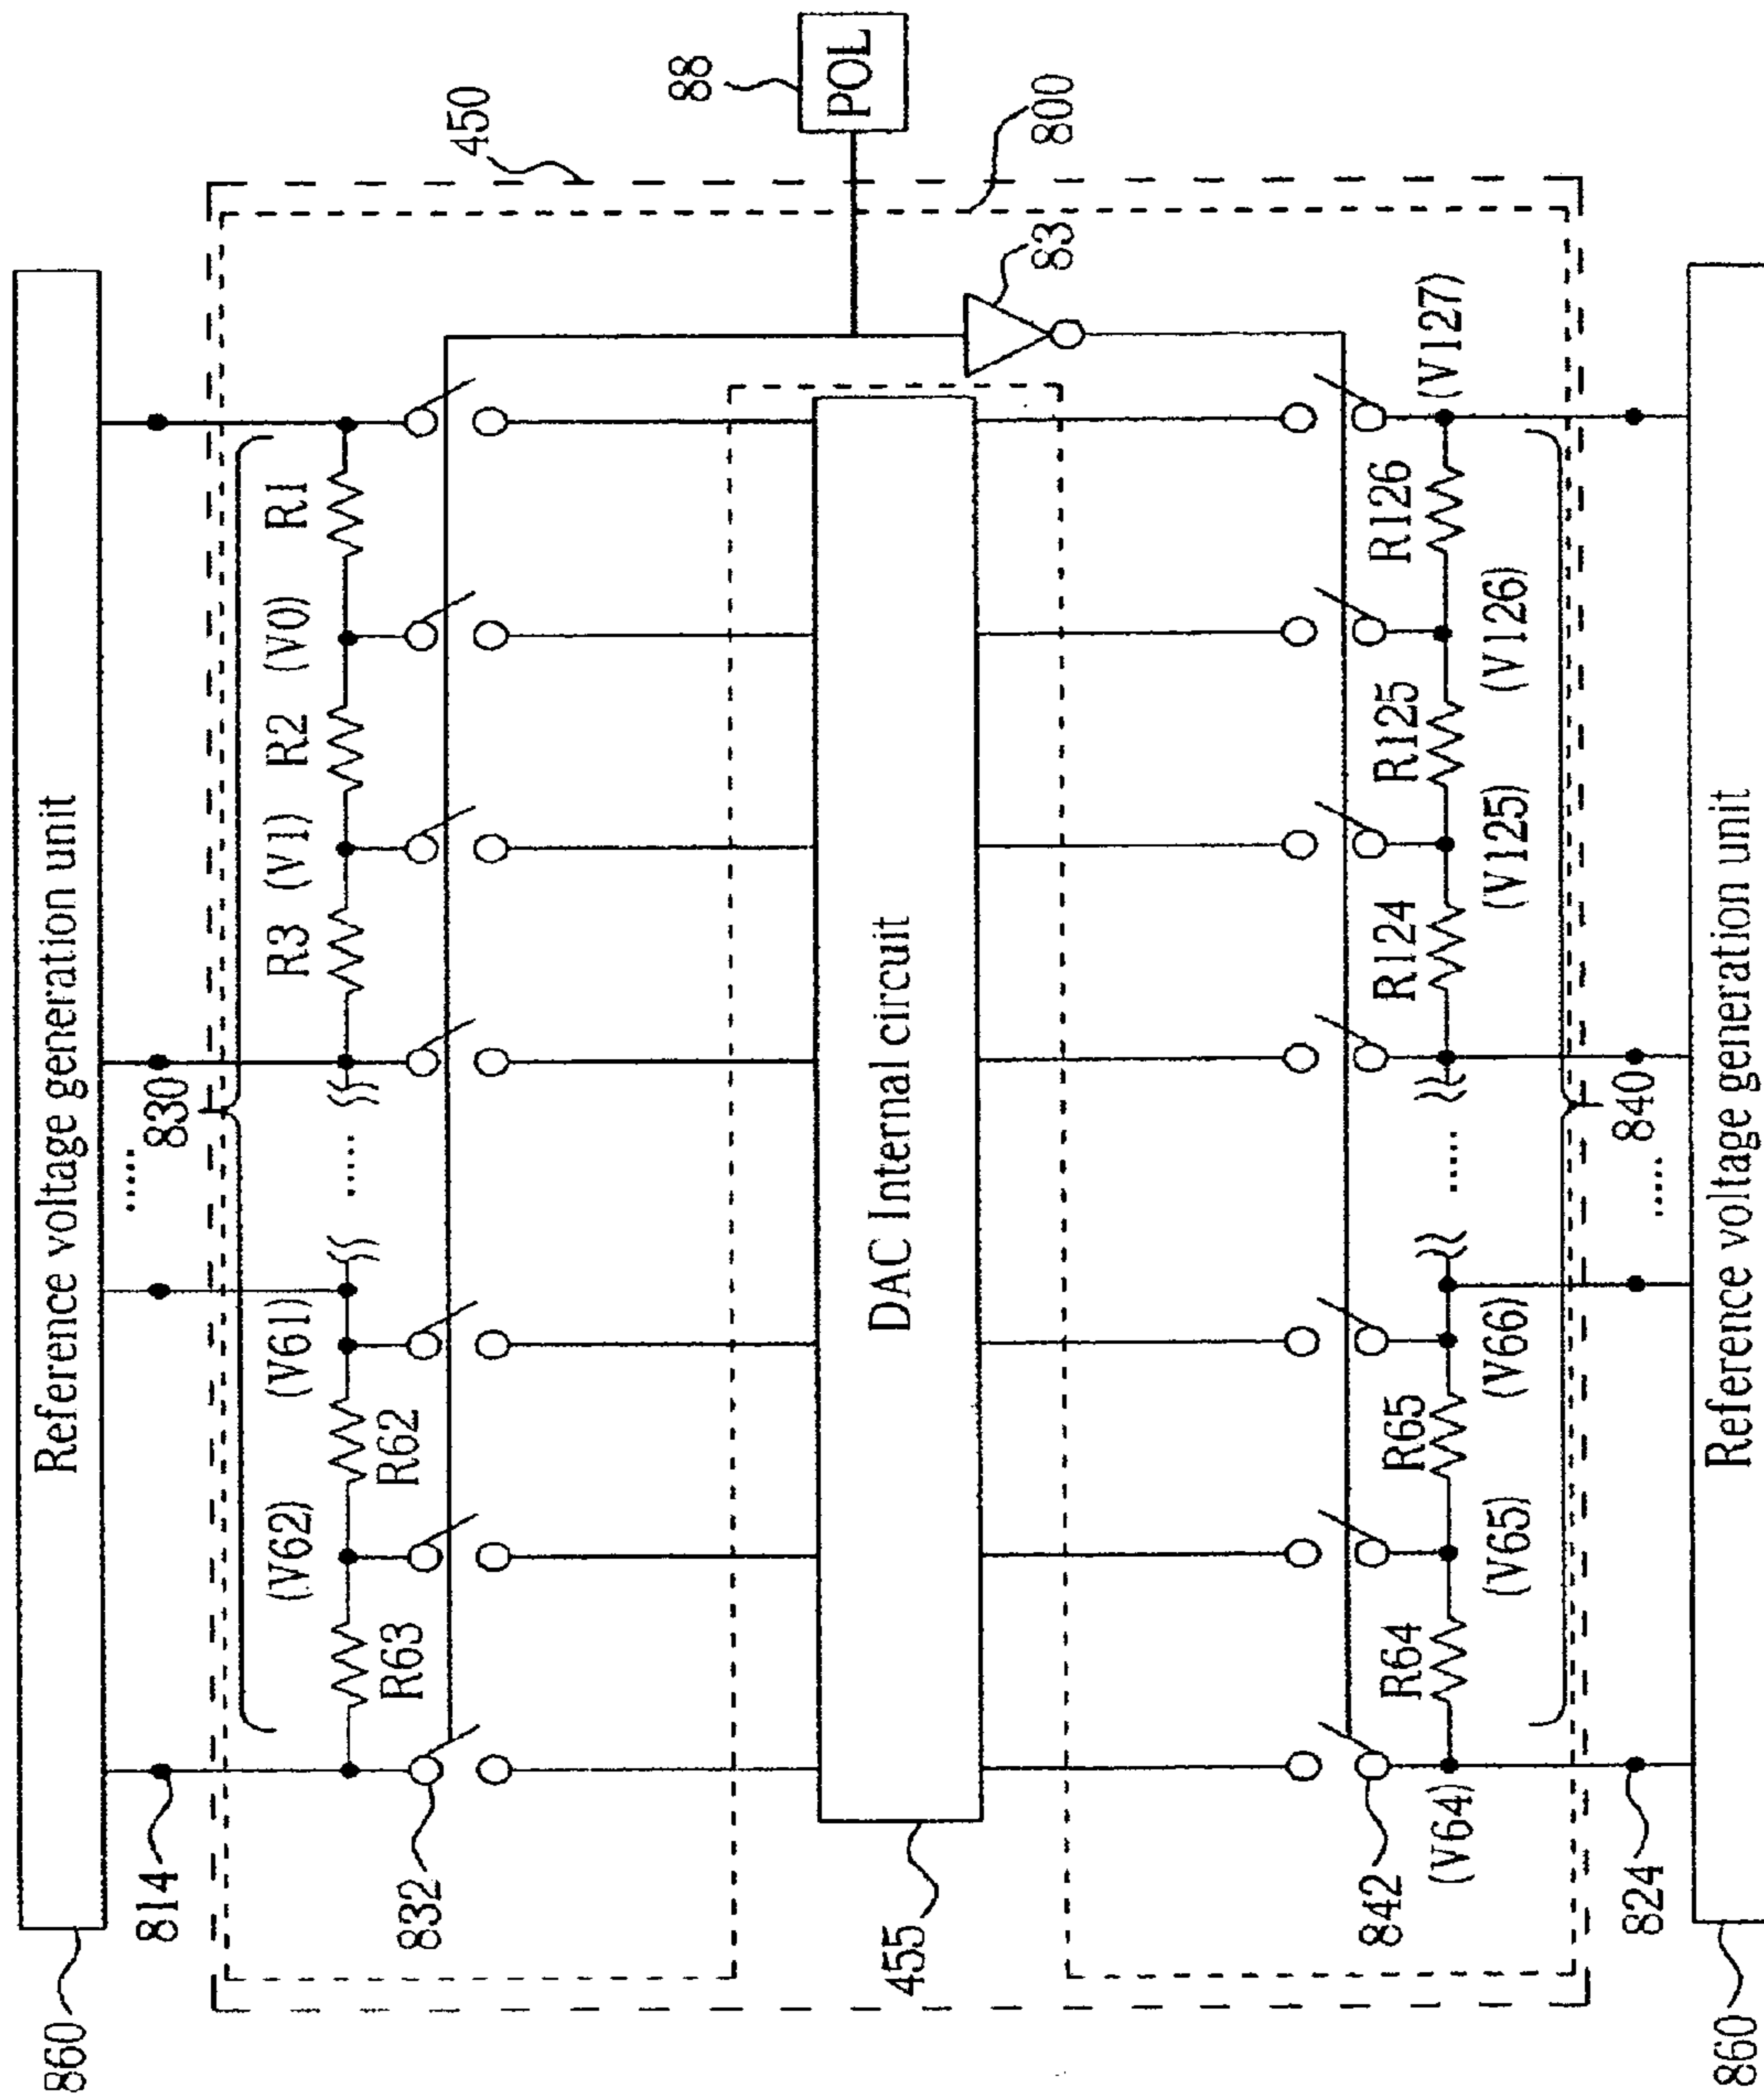 860
Reference voltage generation unit
814
.....
830
450
88
POL
800
(V62)
(V61)
R3 (V1)
R2 (V0)
R1
R63
R62
.....
832
83
455
DAC Internal circuit
842
R64
R65
.....
R124
R125
R126
(V64)
(V65)
(V66)
(V125)
(V126)
(V127)
824
.....
840
860
Reference voltage generation unit